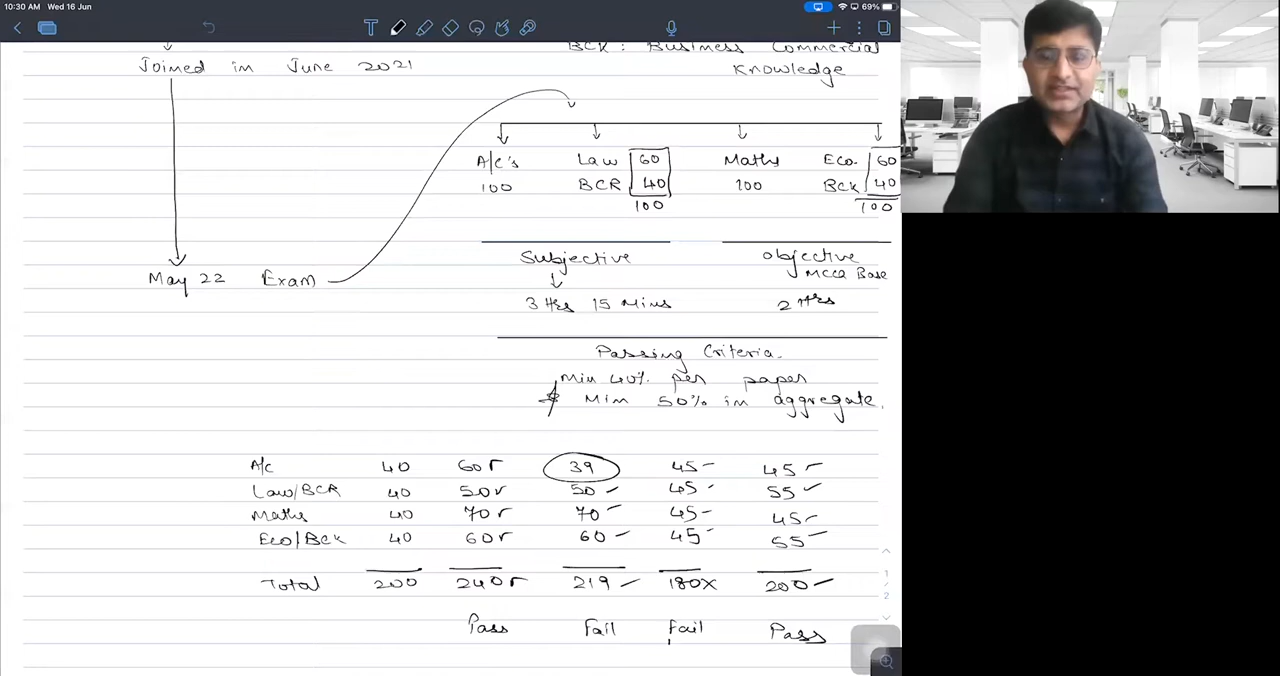 10:30 AM Wed 16 Jun
69%
BCK : Business Commercial
Knowledge
Joined in June 2021
A/c's Law 60 Maths Eco. 60
100 BCR 40 100 BCK 40
100 100
Subjective objective
MCQ Base
May 22 Exam
3 Hrs 15 Mins 2 Hrs
Passing Criteria.
Min 40% per paper
& Min 50% in aggregate.
A/c 40 60 39 45 45
Law/BCR 40 50 50 45 55
Maths 40 70 70 45 45
Eco/BCK 40 60 60 45 55
Total 200 240 219 180x 200
Pass Fail Fail Pass
1
2